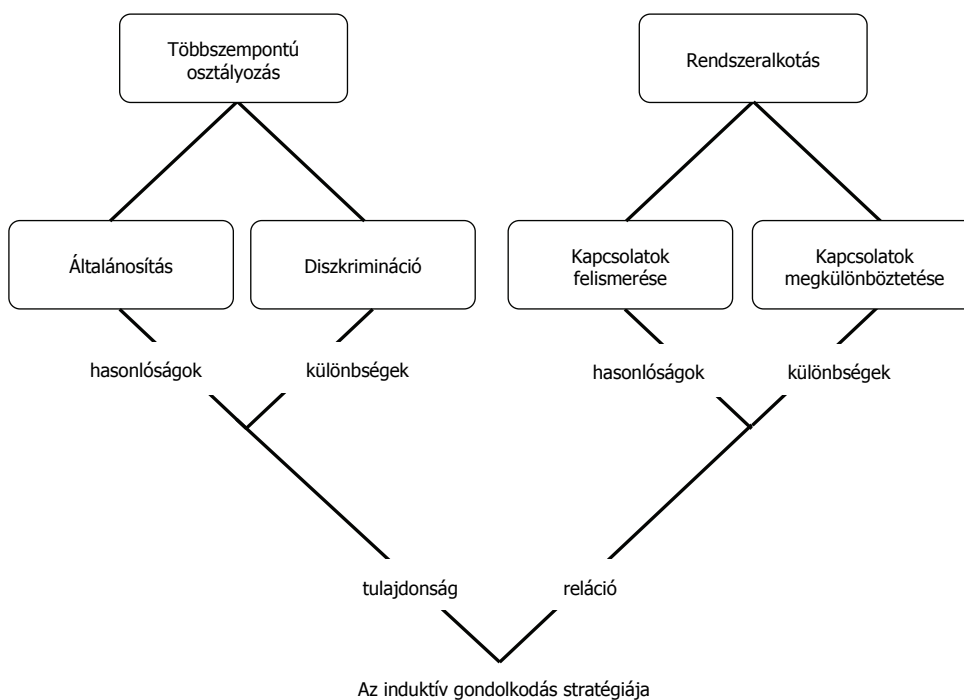 Többszempontú
osztályozás
Rendszeralkotás
Általánosítás
Diszkrimináció
Kapcsolatok
felismerése
Kapcsolatok
megkülönböztetése
hasonlóságok
különbségek
hasonlóságok
különbségek
tulajdonság
reláció
Az induktív gondolkodás stratégiája